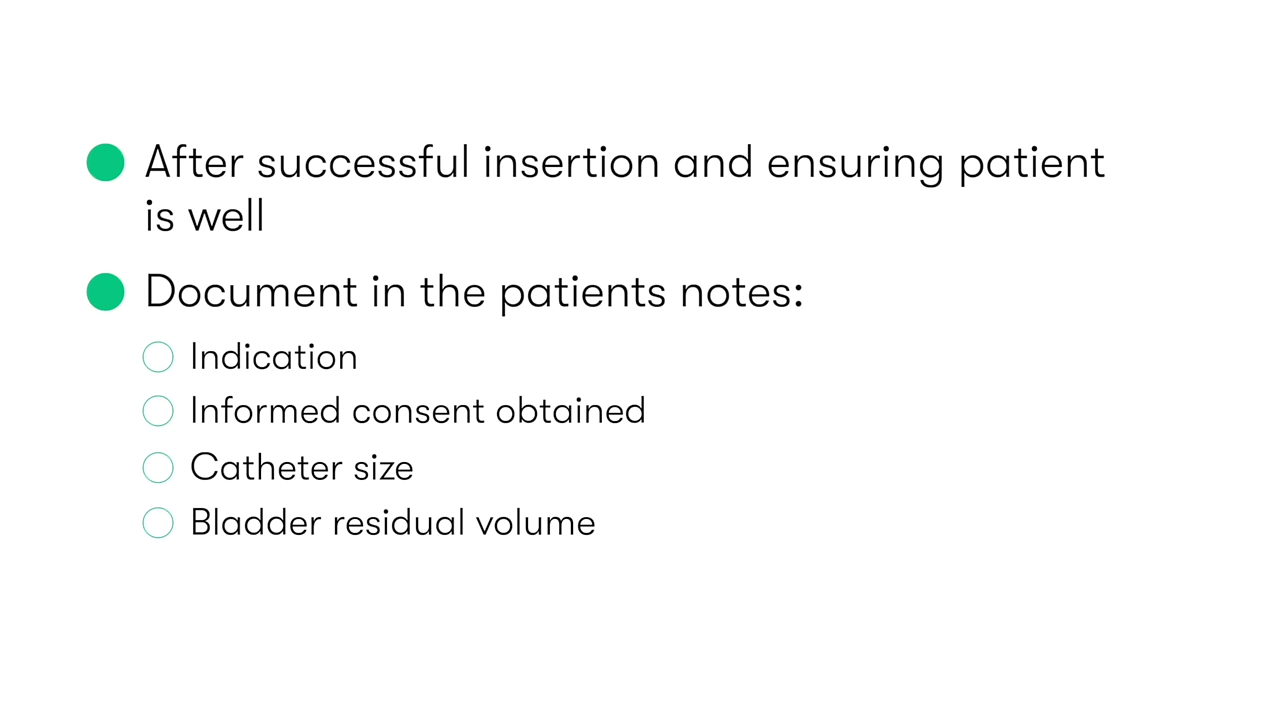 After successful insertion and ensuring patient
is well
Document in the patients notes:
Indication
Informed consent obtained
Catheter size
Bladder residual volume